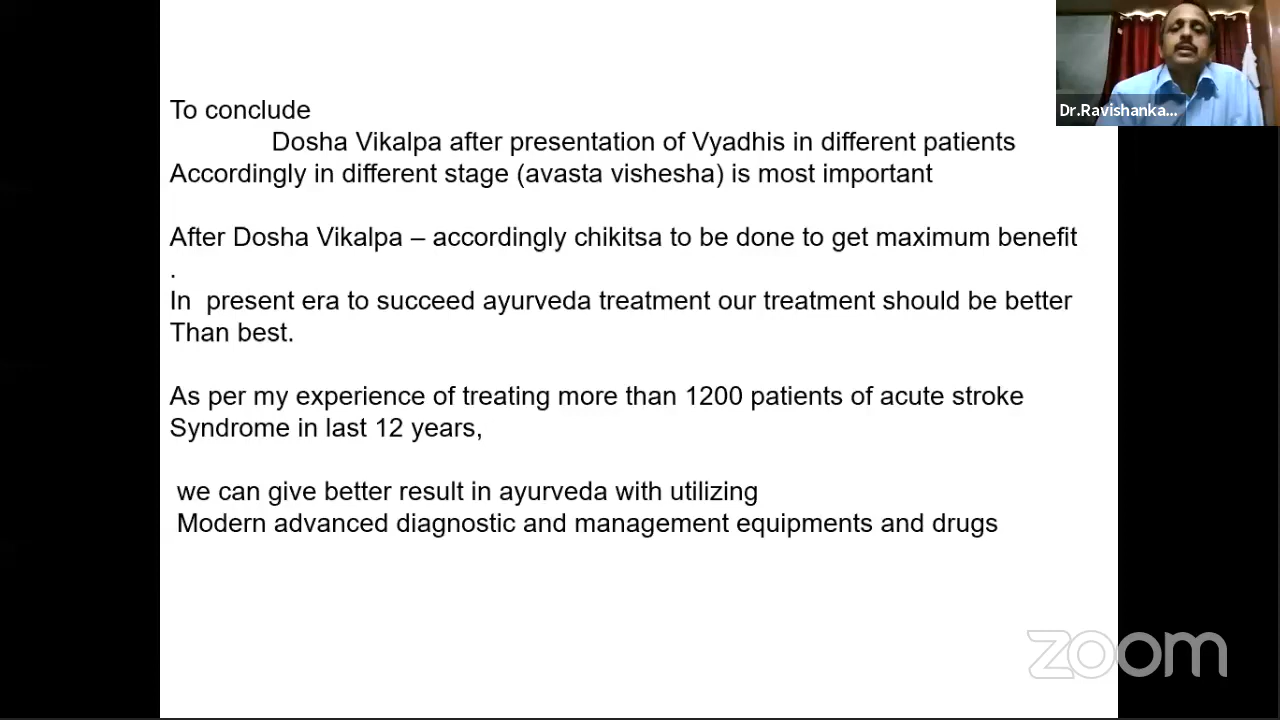 To conclude
Dosha Vikalpa after presentation of Vyadhis in different patients
Accordingly in different stage (avasta vishesha) is most important
After Dosha Vikalpa – accordingly chikitsa to be done to get maximum benefit
.
In  present era to succeed ayurveda treatment our treatment should be better
Than best.
As per my experience of treating more than 1200 patients of acute stroke
Syndrome in last 12 years,
we can give better result in ayurveda with utilizing
Modern advanced diagnostic and management equipments and drugs
Dr.Ravishanka...
zoom